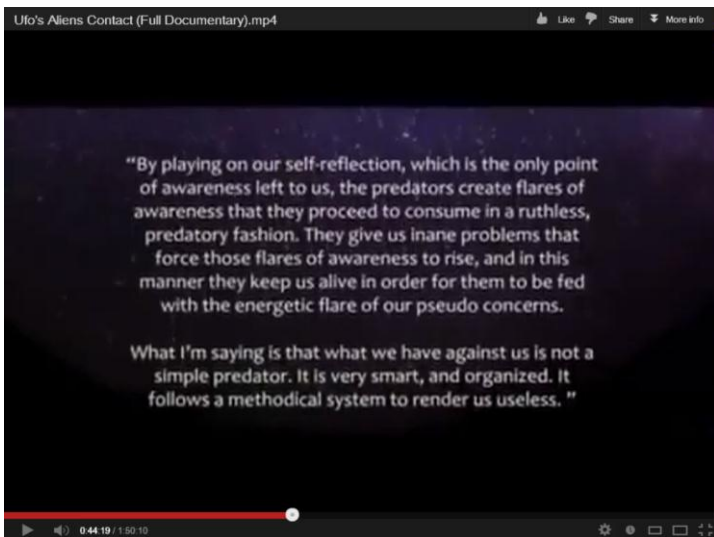 Ufo's Aliens Contact (Full Documentary).mp4
Like
Share
More info
“By playing on our self-reflection, which is the only point
of awareness left to us, the predators create flares of
awareness that they proceed to consume in a ruthless,
predatory fashion. They give us inane problems that
force those flares of awareness to rise, and in this
manner they keep us alive in order for them to be fed
with the energetic flare of our pseudo concerns.
What I'm saying is that what we have against us is not a
simple predator. It is very smart, and organized. It
follows a methodical system to render us useless. ”
0:44:19 / 1:50:10